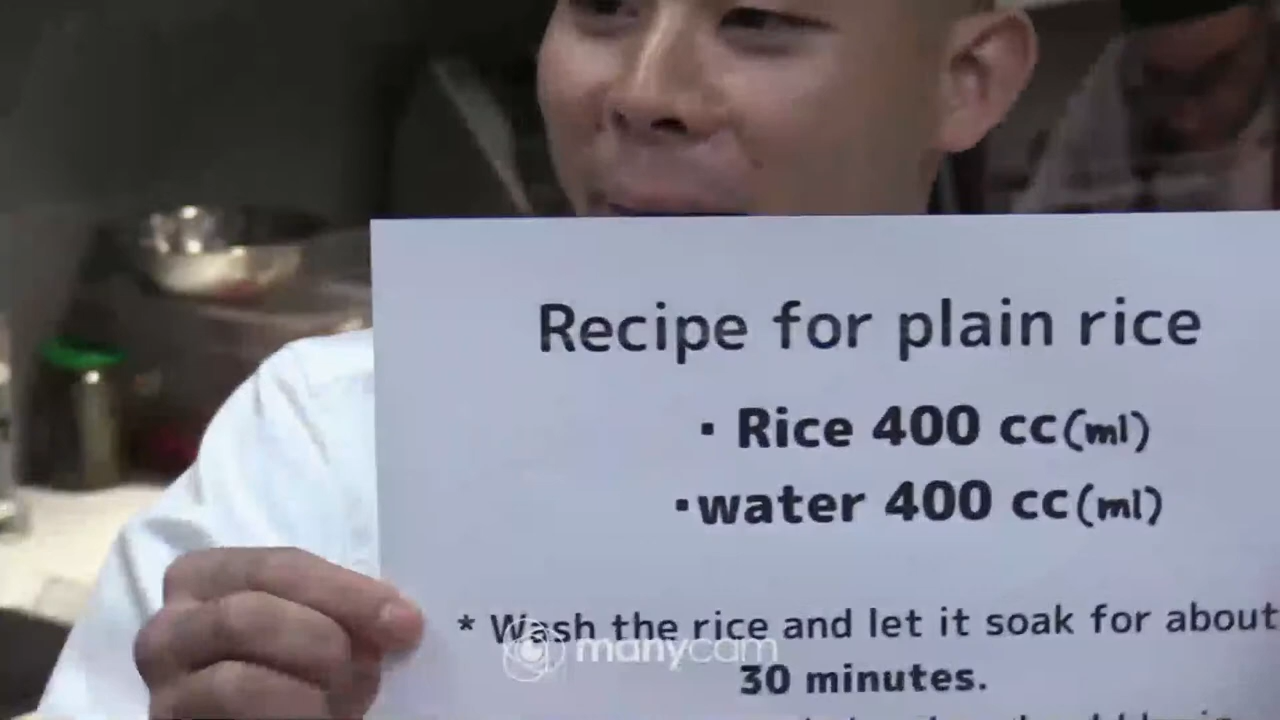 Recipe for plain rice
· Rice 400 cc(ml)
·water 400 cc(ml)
* Wash the rice and let it soak for about
30 minutes.
manycam